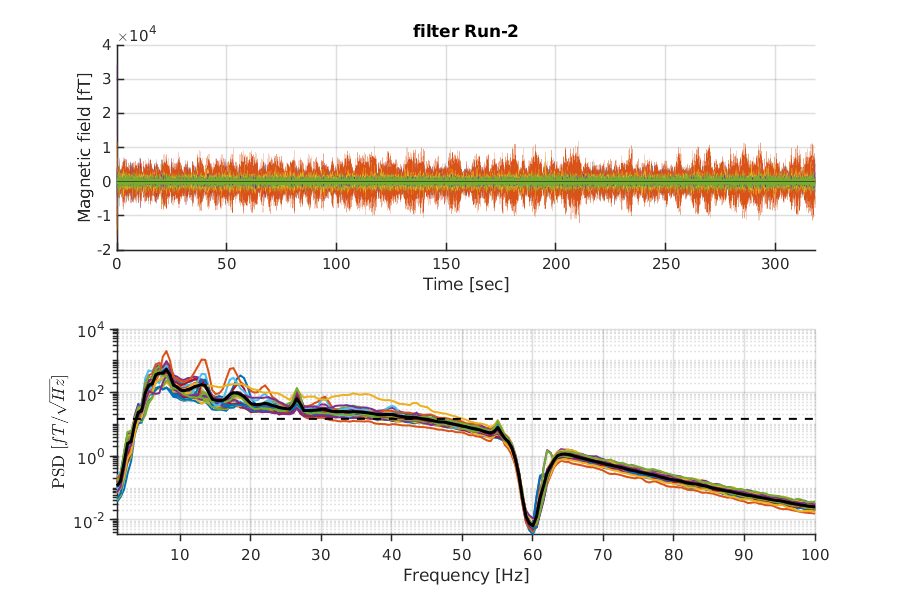 filter Run-2
×10⁴
Magnetic field [fT]
4
3
2
1
0
-1
-2
0 50 100 150 200 250 300
Time [sec]
PSD [fT/√Hz]
10⁴
10²
10⁰
10⁻²
10 20 30 40 50 60 70 80 90 100
Frequency [Hz]